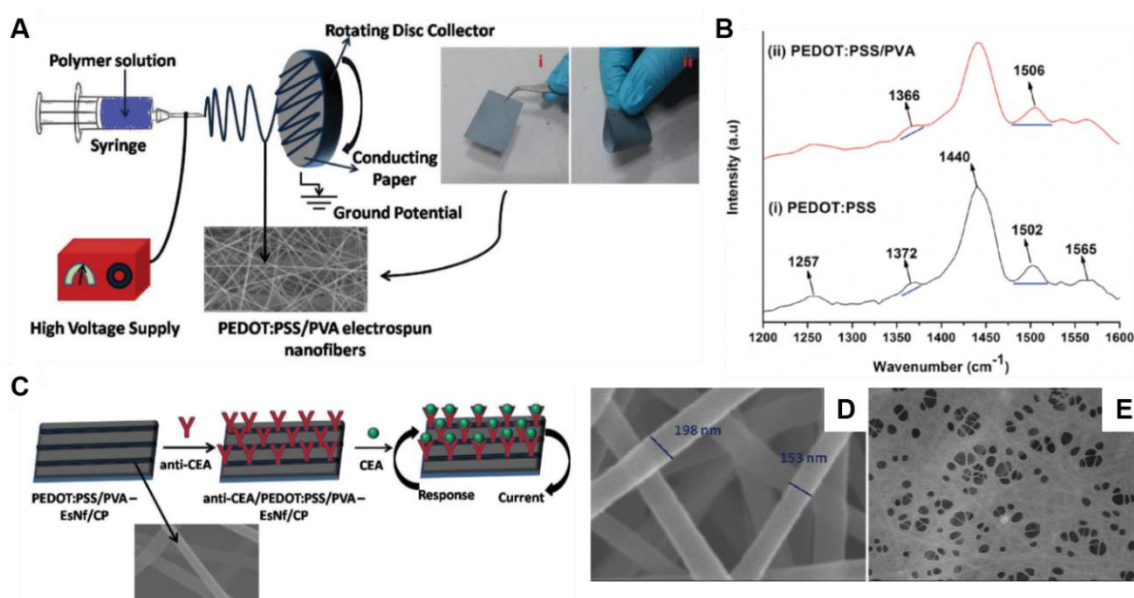 A
Polymer solution
Syringe
High Voltage Supply
Rotating Disc Collector
Conducting
Paper
Ground Potential
PEDOT:PSS/PVA electrospun
nanofibers
i
ii
B
(ii) PEDOT:PSS/PVA
1366
1506
1440
(i) PEDOT:PSS
1257
1372
1502
1565
Intensity (a.u)
1200 1250 1300 1350 1400 1450 1500 1550 1600
Wavenumber (cm-1)
C
anti-CEA
CEA
PEDOT:PSS/PVA–
EsNf/CP
anti-CEA/PEDOT:PSS/PVA–
EsNf/CP
Response
Current
D
198 nm
153 nm
E